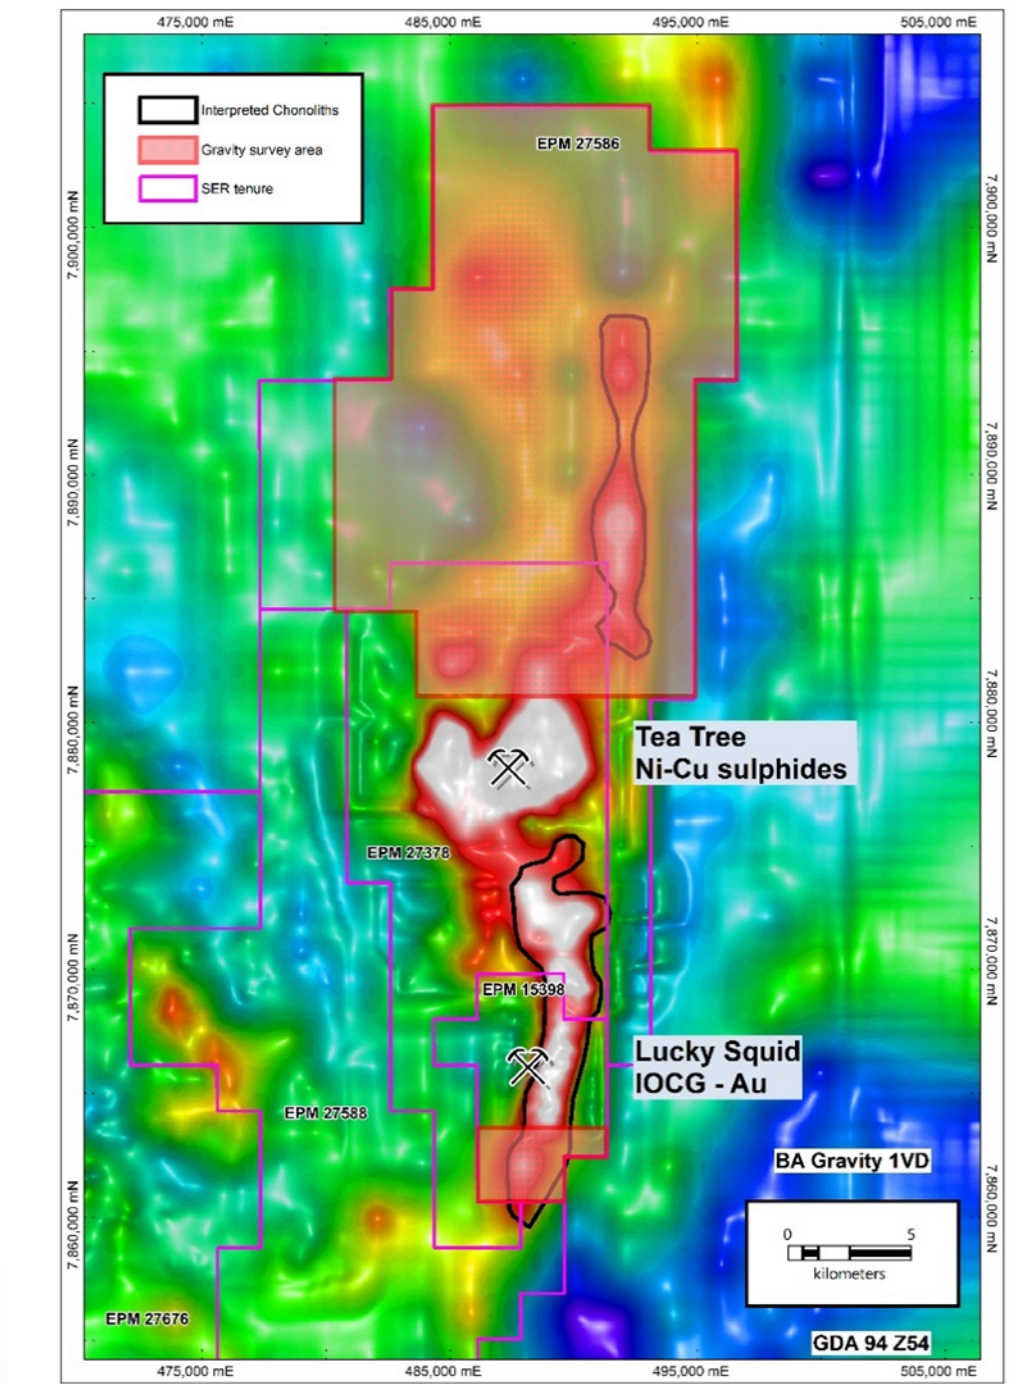 475,000 mE
485,000 mE
495,000 mE
505,000 mE
Interpreted Chonoliths
Gravity survey area
SER tenure
EPM 27586
7,900,000 mN
7,900,000 mN
7,890,000 mN
7,890,000 mN
7,880,000 mN
7,880,000 mN
Tea Tree
Ni-Cu sulphides
EPM 27378
7,870,000 mN
7,870,000 mN
EPM 15398
Lucky Squid
IOCG - Au
EPM 27588
BA Gravity 1VD
7,860,000 mN
7,860,000 mN
0
5
kilometers
EPM 27676
GDA 94 Z54
475,000 mE
485,000 mE
495,000 mE
505,000 mE